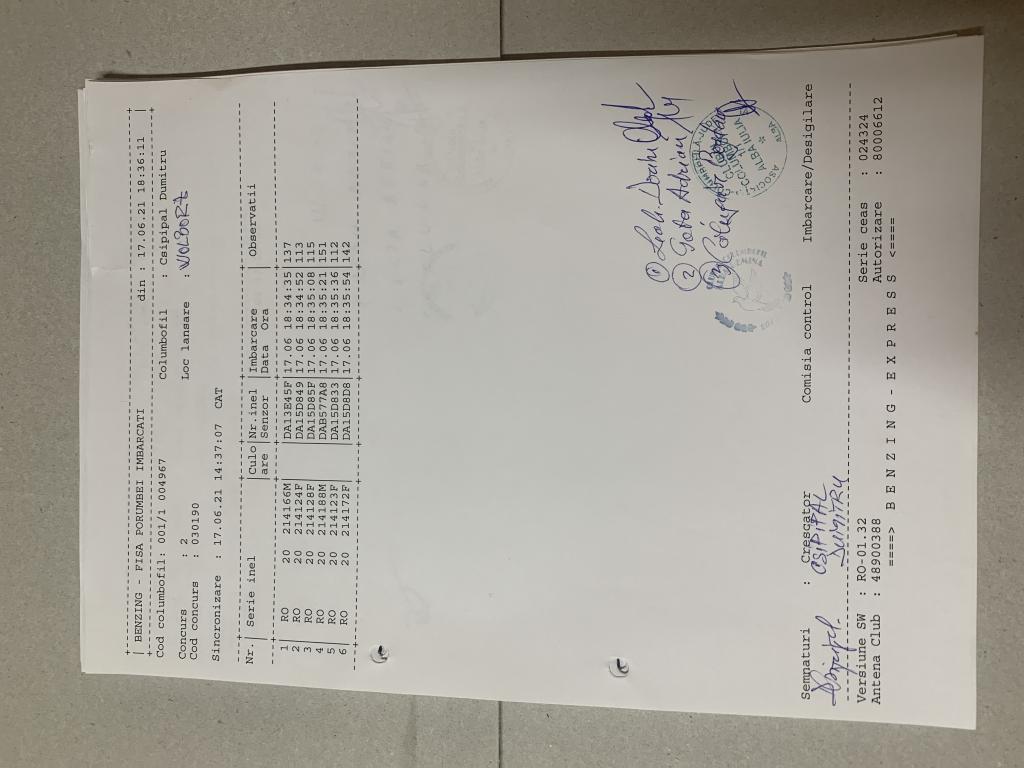 | BENZING - FISA PORUMBEI IMBARCATI din : 17.06.21 18:36:11 |
Cod columbofil: 001/1 004967 Columbofil : Csipipal Dumitru
Concurs : 2 Loc lansare : VOLDORF
Cod concurs : 030190
Sincronizare : 17.06.21 14:37:07 CAT
Nr.| Serie inel |Culo|Nr.inel |Imbarcare | Observatii
|are |Senzor |Data Ora
1 | RO 20 214166M | |DA13E45F|17.06 18:34:35|137
2 | RO 20 214124F | |DA15D849|17.06 18:34:52|113
3 | RO 20 214128F | |DA15D85F|17.06 18:35:08|115
4 | RO 20 214188M | |DAB577A8|17.06 18:35:21|151
5 | RO 20 214123F | |DA15D833|17.06 18:35:36|112
6 | RO 20 214172F | |DA15D8D8|17.06 18:35:54|142
①
② Adrian
③
ALBA IULIA
Semnaturi : Crescator Comisia control Imbarcare/Desigilare
CSIPIPAL
DUMITRU
Versiune SW : RO-01.32 Serie ceas : 024324
Antena Club : 48900388 Autorizare : 80006612
====> B E N Z I N G - E X P R E S S <====